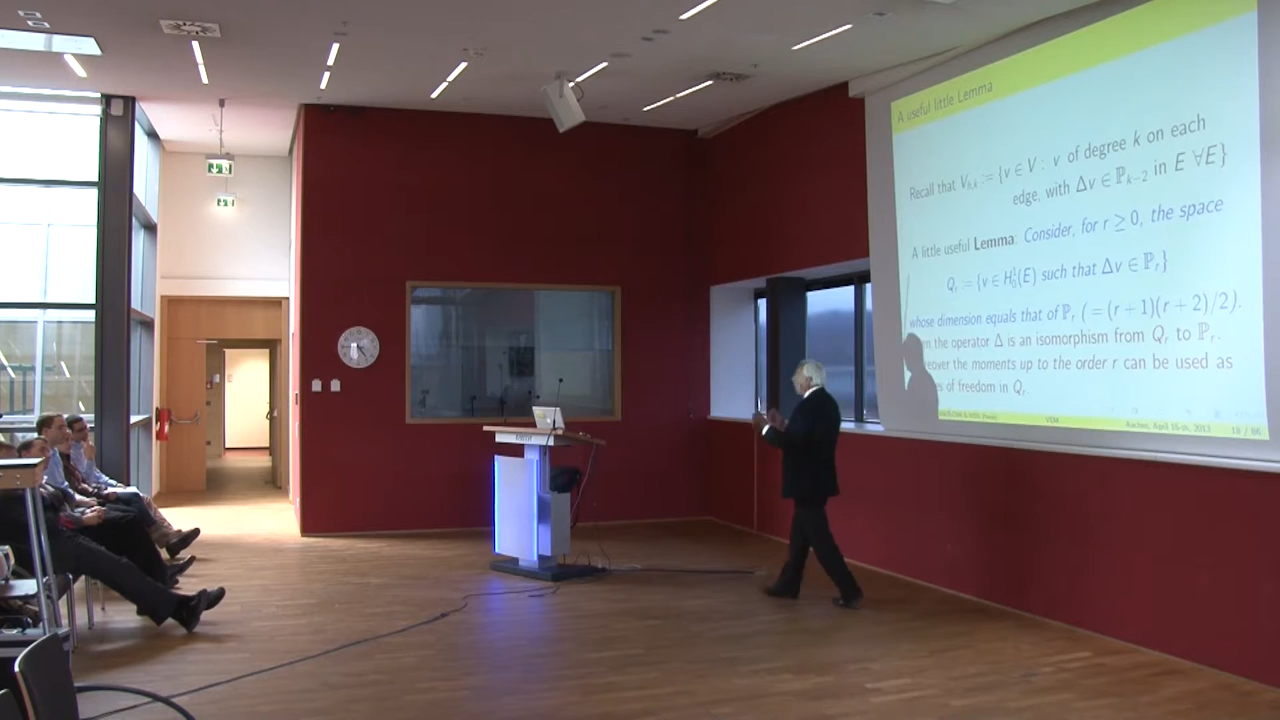 A useful little Lemma
Recall that V_{h,k} := {v ∈ V : v of degree k on each
edge, with Δv ∈ ℙ_{k−2} in E ∀E}
A little useful Lemma: Consider, for r ≥ 0, the space
Q_r := {v ∈ H^1_0(E) such that Δv ∈ ℙ_r}
whose dimension equals that of ℙ_r ( = (r + 1)(r + 2)/2).
the operator Δ is an isomorphism from Q_r to ℙ_r.
the moments up to the order r can be used as
of freedom in Q_r
VEM
Aachen, April 16-th, 2013
18 / 86